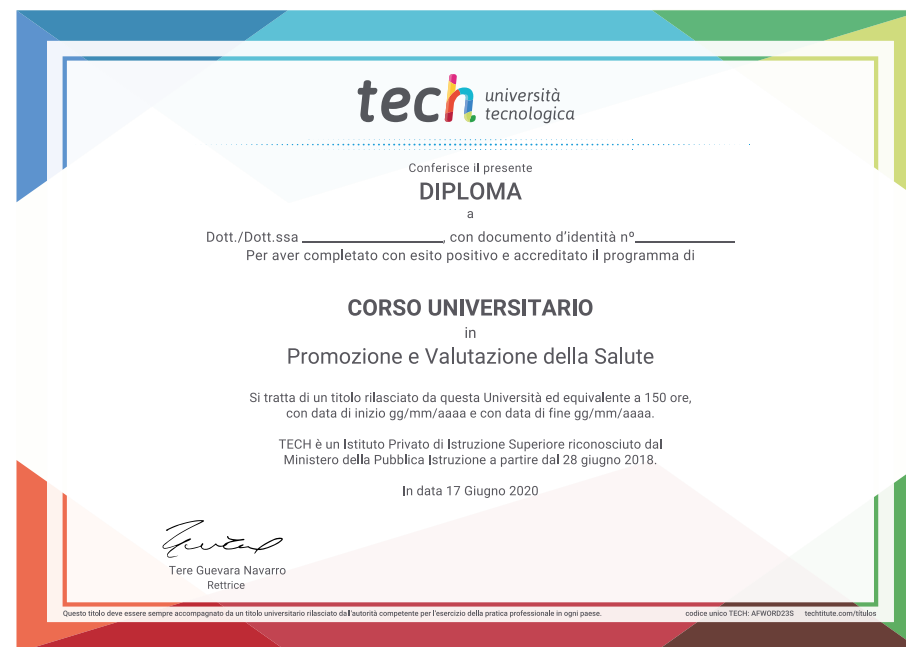 tech università
tecnologica
Conferisce il presente
DIPLOMA
a
Dott./Dott.ssa ____________, con documento d'identità nº____________
Per aver completato con esito positivo e accreditato il programma di
CORSO UNIVERSITARIO
in
Promozione e Valutazione della Salute
Si tratta di un titolo rilasciato da questa Università ed equivalente a 150 ore,
con data di inizio gg/mm/aaaa e con data di fine gg/mm/aaaa.
TECH è un Istituto Privato di Istruzione Superiore riconosciuto dal
Ministero della Pubblica Istruzione a partire dal 28 giugno 2018.
In data 17 Giugno 2020
Tere Guevara Navarro
Rettrice
Questo titolo deve essere sempre accompagnato da un titolo universitario rilasciato dall'autorità competente per l'esercizio della pratica professionale in ogni paese. codice unico TECH: AFWORD23S techtitute.com/titulos